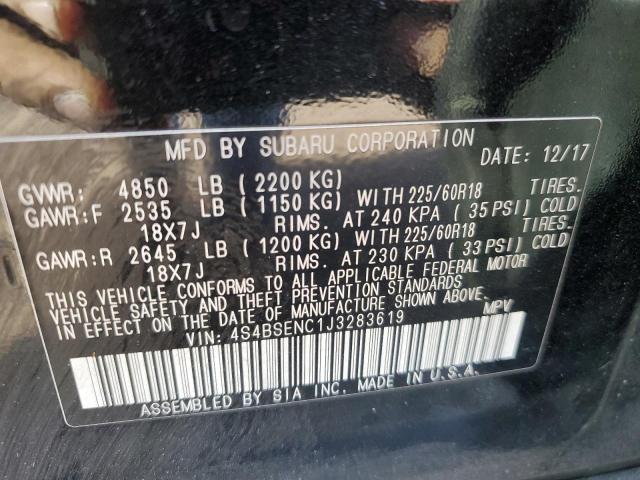 MFD BY SUBARU CORPORATION DATE: 12/17
GVWR: 4850 LB ( 2200 KG)
GAWR:F 2535 LB ( 1150 KG) WITH 225/60R18 TIRES.
18X7J RIMS. AT 240 KPA ( 35 PSI) COLD
GAWR:R 2645 LB ( 1200 KG) WITH 225/60R18 TIRES.
18X7J RIMS. AT 230 KPA ( 33 PSI) COLD
THIS VEHICLE CONFORMS TO ALL APPLICABLE FEDERAL MOTOR
VEHICLE SAFETY AND THEFT PREVENTION STANDARDS
IN EFFECT ON THE DATE OF MANUFACTURE SHOWN ABOVE.
VIN: 4S4BSENC1J3283619 MPV
ASSEMBLED BY SIA INC. MADE IN U.S.A.